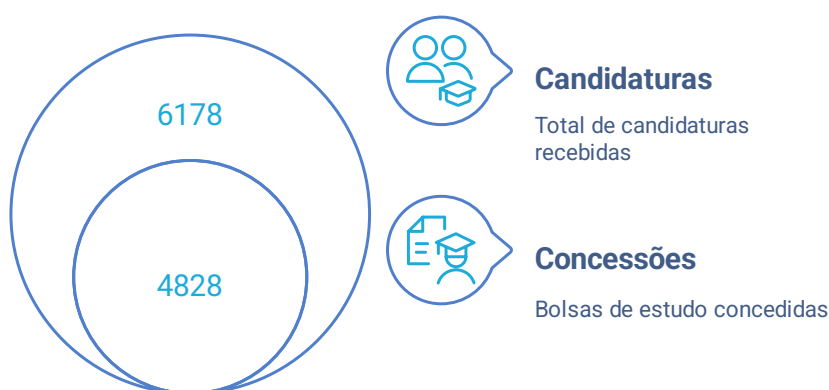 6178
4828
Candidaturas
Total de candidaturas
recebidas
Concessões
Bolsas de estudo concedidas